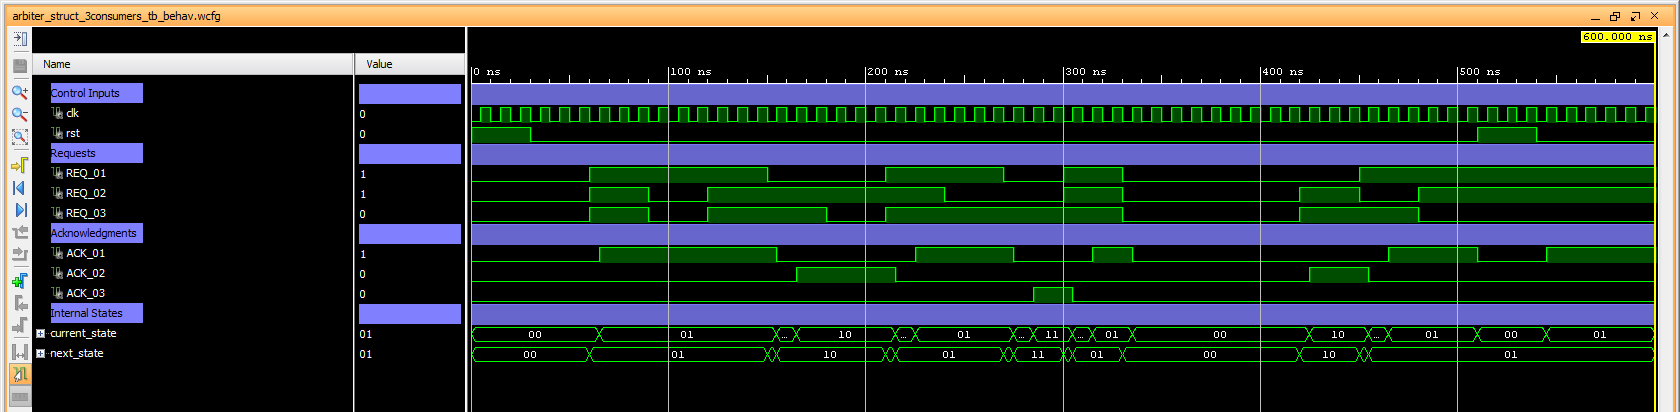 arbiter_struct_3consumers_tb_behav.wcfg
600.000 ns
Name Value
0 ns 100 ns 200 ns 300 ns 400 ns 500 ns
Control Inputs
clk 0
rst 0
Requests
REQ_01 1
REQ_02 1
REQ_03 0
Acknowledgments
ACK_01 1
ACK_02 0
ACK_03 0
Internal States
current_state 01 00 01 ... 10 ... 01 ... 11 ... 01 00 10 ... 01 00 01
next_state 01 00 01 10 01 11 01 00 10 01